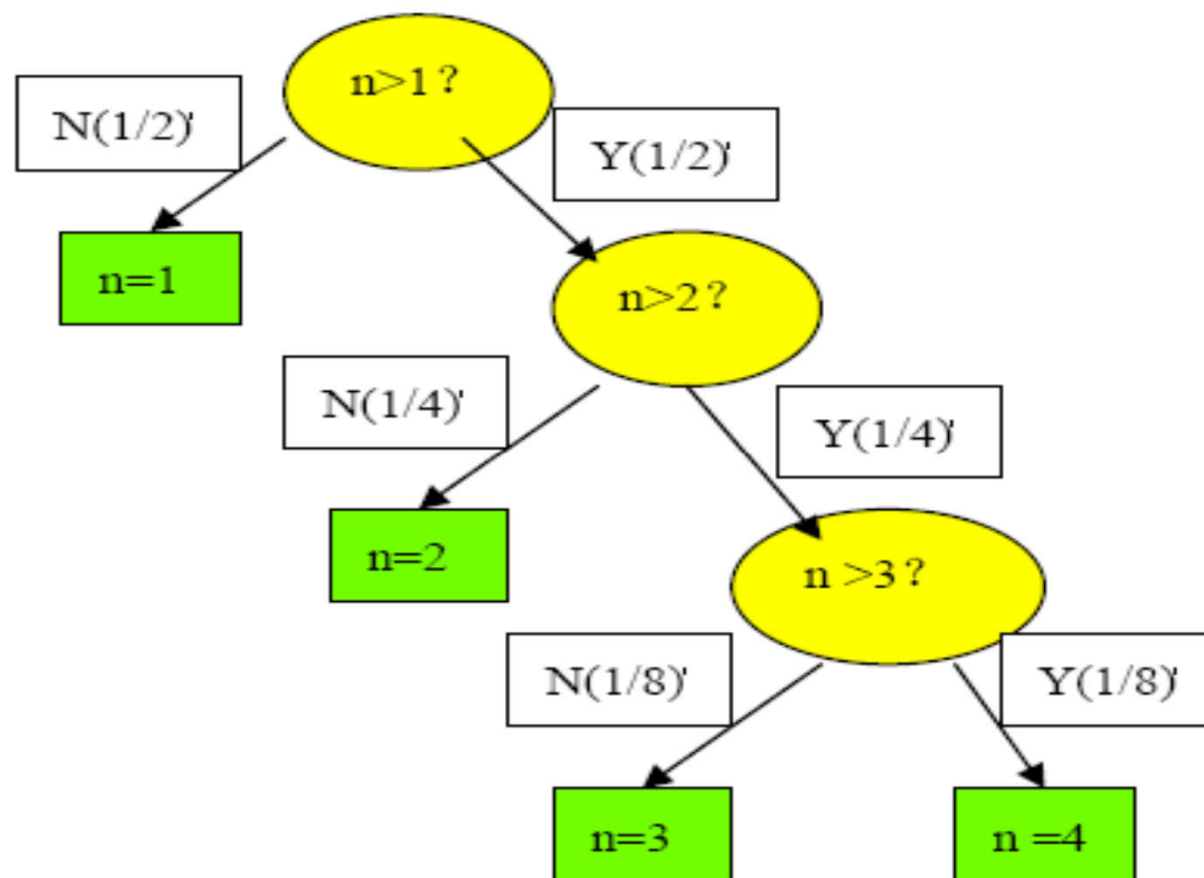 n>1?
N(1/2)'
Y(1/2)'
n=1
n>2?
N(1/4)'
Y(1/4)'
n=2
n >3?
N(1/8)'
Y(1/8)'
n=3
n =4